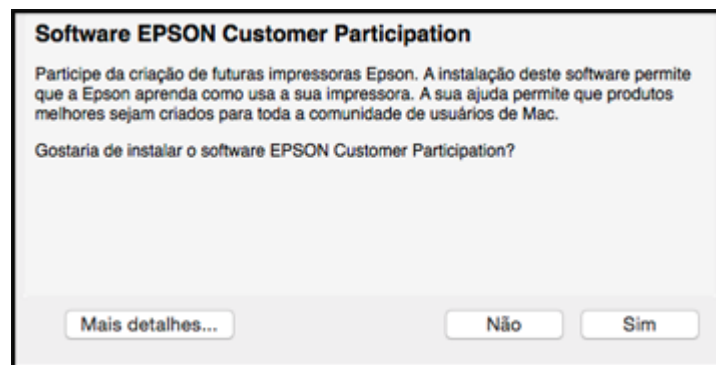 Software EPSON Customer Participation
Participe da criação de futuras impressoras Epson. A instalação deste software permite
que a Epson aprenda como usa a sua impressora. A sua ajuda permite que produtos
melhores sejam criados para toda a comunidade de usuários de Mac.
Gostaria de instalar o software EPSON Customer Participation?
Mais detalhes... Não Sim